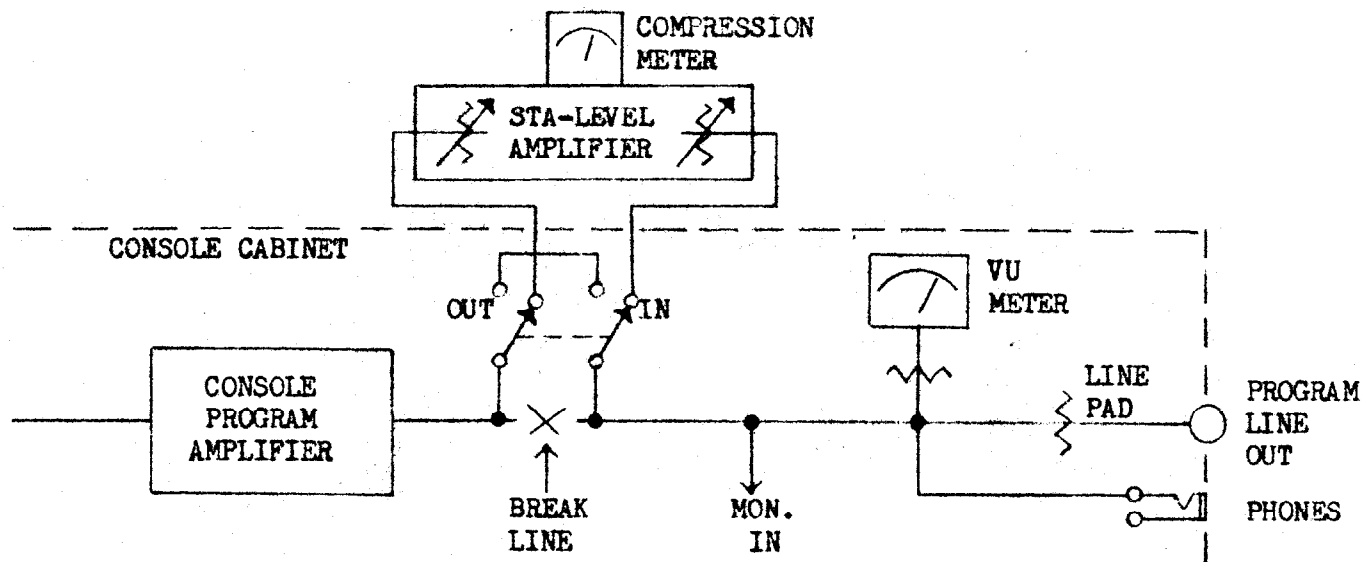 COMPRESSION
METER
STA-LEVEL
AMPLIFIER
CONSOLE CABINET
OUT
IN
VU
METER
CONSOLE
PROGRAM
AMPLIFIER
LINE
PAD
PROGRAM
LINE
OUT
BREAK
LINE
MON.
IN
PHONES